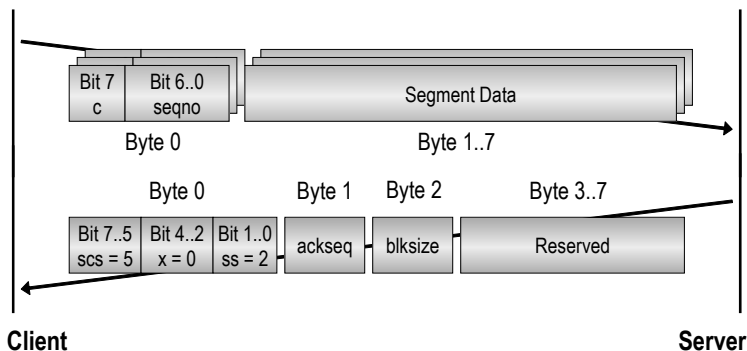 Bit 7 Bit 6..0
c seqno Segment Data
Byte 0 Byte 1..7
Byte 0 Byte 1 Byte 2 Byte 3..7
Bit 7..5 Bit 4..2 Bit 1..0
scs = 5 x = 0 ss = 2 ackseq blksize Reserved
Client Server